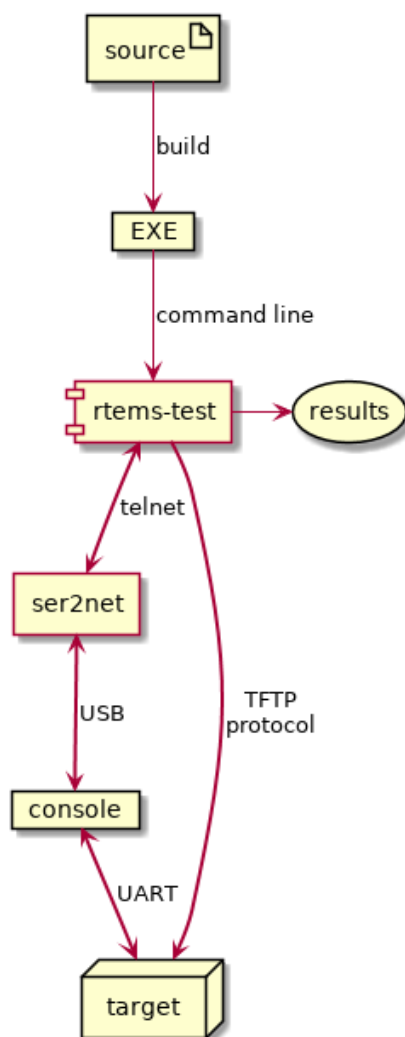 source
build
EXE
command line
rtems-test
results
telnet
ser2net
TFTP
protocol
USB
console
UART
target